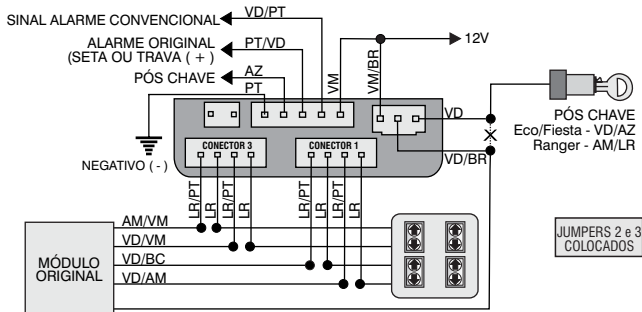 SINAL ALARME CONVENCIONAL
VD/PT
ALARME ORIGINAL
(SETA OU TRAVA ( + )
PT/VD
PÓS CHAVE
AZ
PT
VM
VM/BR
12V
VD
VD/BR
PÓS CHAVE
Eco/Fiesta - VD/AZ
Ranger - AM/LR
NEGATIVO ( - )
CONECTOR 3
CONECTOR 1
LR/PT
LR
LR/PT
LR
LR/PT
LR
LR/PT
LR
AM/VM
VD/VM
VD/BC
VD/AM
MÓDULO
ORIGINAL
JUMPERS 2 e 3
COLOCADOS